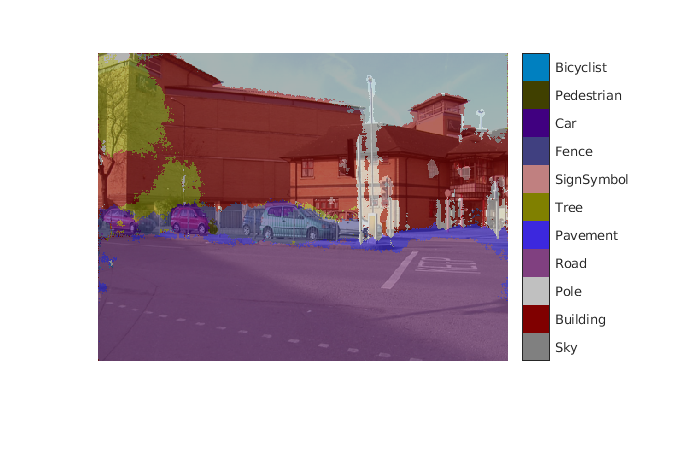 Bicyclist
Pedestrian
Car
Fence
SignSymbol
Tree
Pavement
Road
Pole
Building
Sky